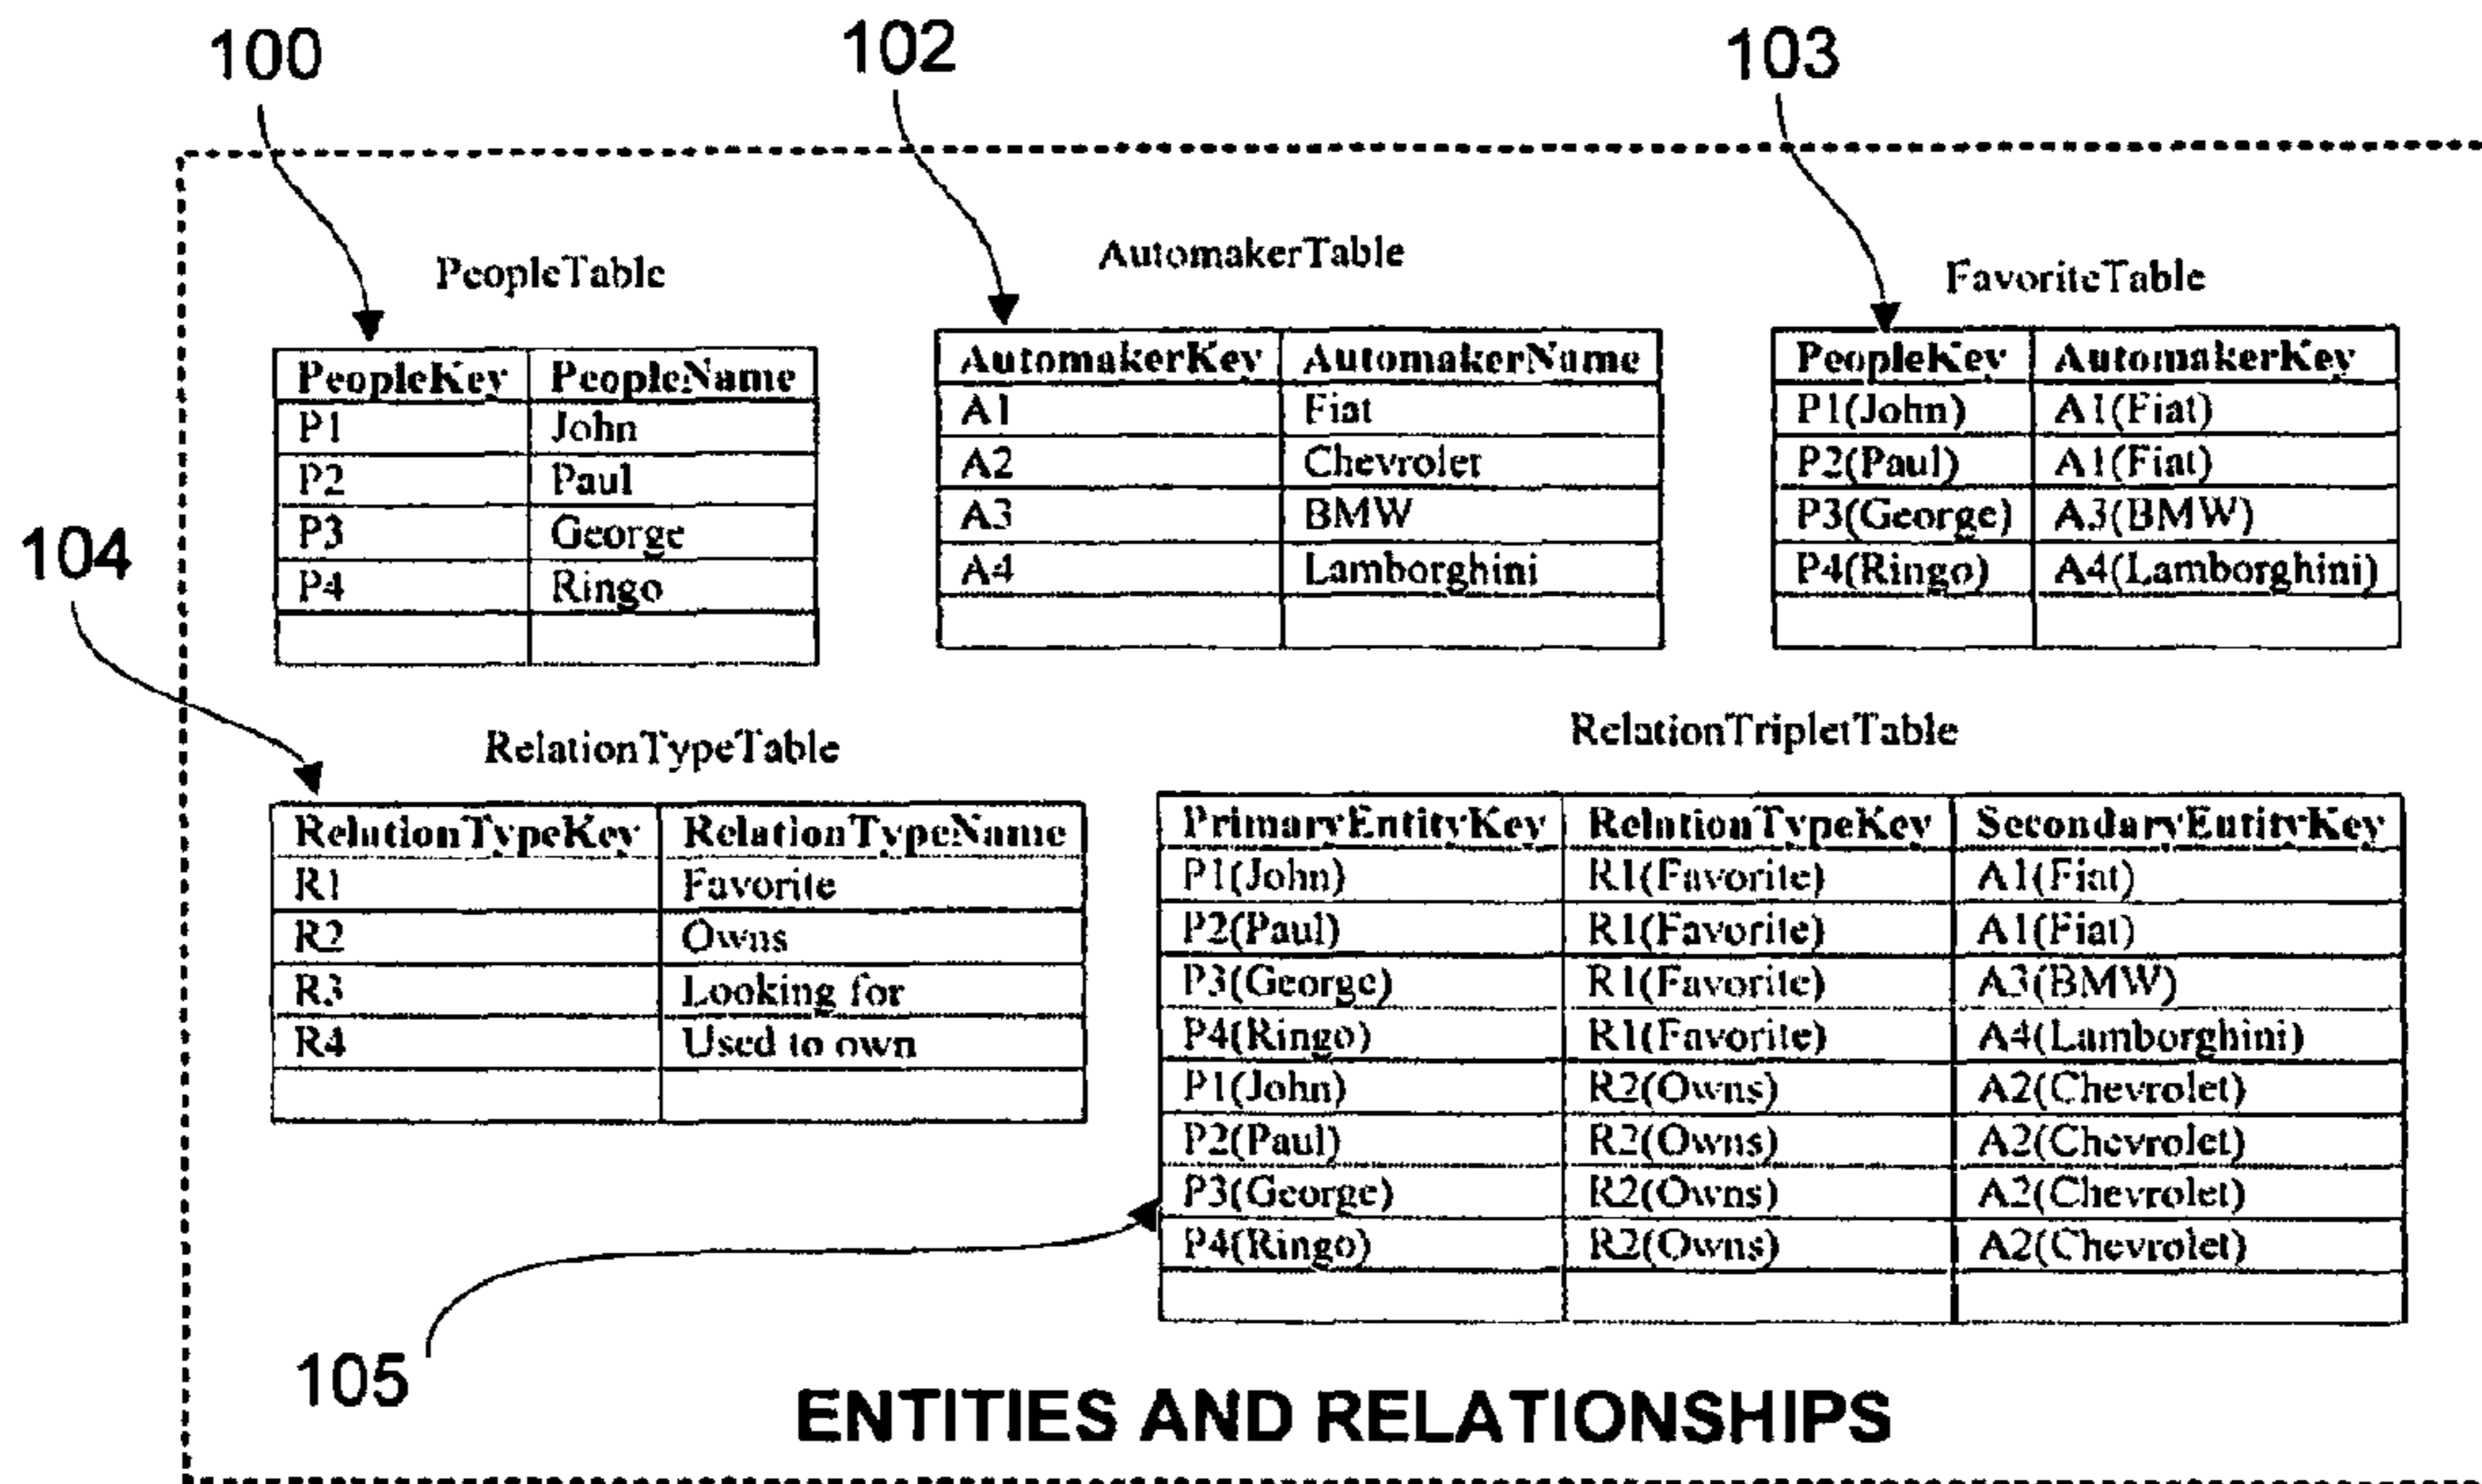 100
102
103
PeopleTable
AutomakerTable
FavoriteTable
PeopleKey PeopleName
P1 John
P2 Paul
P3 George
P4 Ringo
AutomakerKey AutomakerName
A1 Fiat
A2 Chevrolet
A3 BMW
A4 Lamborghini
PeopleKey AutomakerKey
P1(John) A1(Fiat)
P2(Paul) A1(Fiat)
P3(George) A3(BMW)
P4(Ringo) A4(Lamborghini)
104
RelationTypeTable
RelationTripletTable
RelationTypeKey RelationTypeName
R1 Favorite
R2 Owns
R3 Looking for
R4 Used to own
PrimaryEntityKey RelationTypeKey SecondaryEntityKey
P1(John) R1(Favorite) A1(Fiat)
P2(Paul) R1(Favorite) A1(Fiat)
P3(George) R1(Favorite) A3(BMW)
P4(Ringo) R1(Favorite) A4(Lamborghini)
P1(John) R2(Owns) A2(Chevrolet)
P2(Paul) R2(Owns) A2(Chevrolet)
P3(George) R2(Owns) A2(Chevrolet)
P4(Ringo) R2(Owns) A2(Chevrolet)
105
ENTITIES AND RELATIONSHIPS